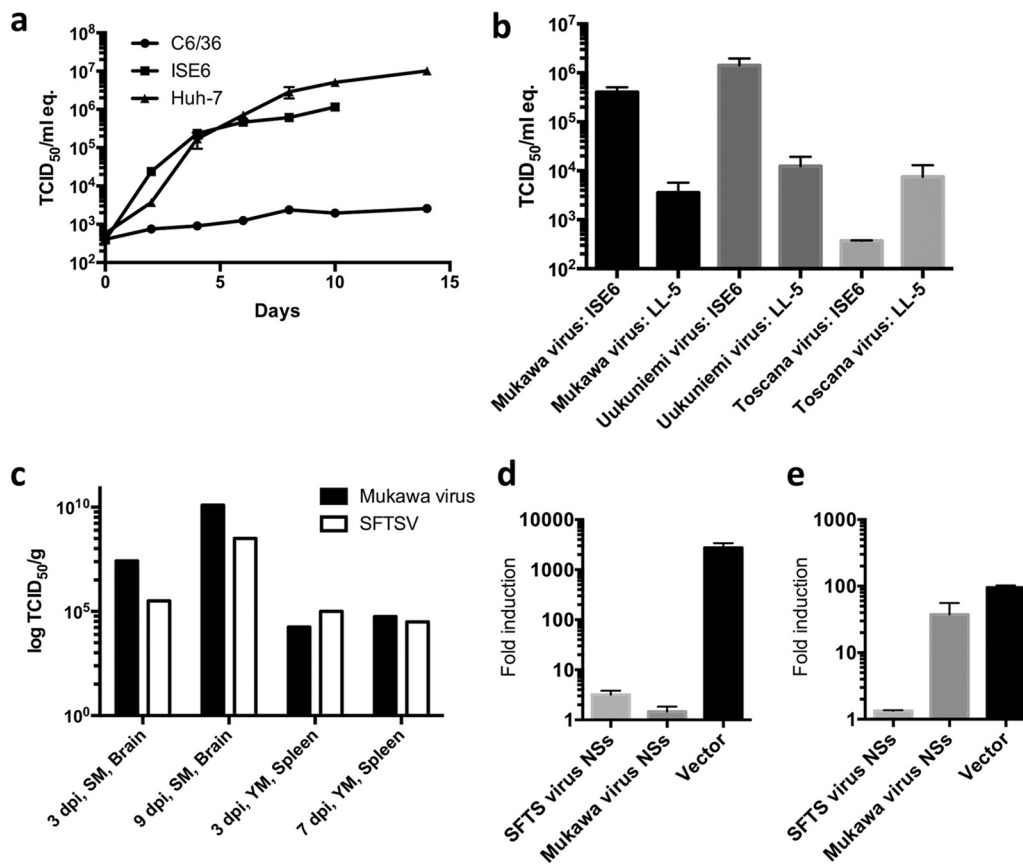 a
TCID50/ml eq.
10^8
10^7
10^6
10^5
10^4
10^3
10^2
C6/36
ISE6
Huh-7
0
5
10
15
Days
b
TCID50/ml eq.
10^7
10^6
10^5
10^4
10^3
10^2
Mukawa virus: ISE6
Mukawa virus: LL-5
Uukuniemi virus: ISE6
Uukuniemi virus: LL-5
Toscana virus: ISE6
Toscana virus: LL-5
c
log TCID50/g
10^10
10^5
10^0
Mukawa virus
SFTSV
3 dpi, SM, Brain
9 dpi, SM, Brain
3 dpi, YM, Spleen
7 dpi, YM, Spleen
d
Fold induction
10000
1000
100
10
1
SFTS virus NSs
Mukawa virus NSs
Vector
e
Fold induction
1000
100
10
1
SFTS virus NSs
Mukawa virus NSs
Vector